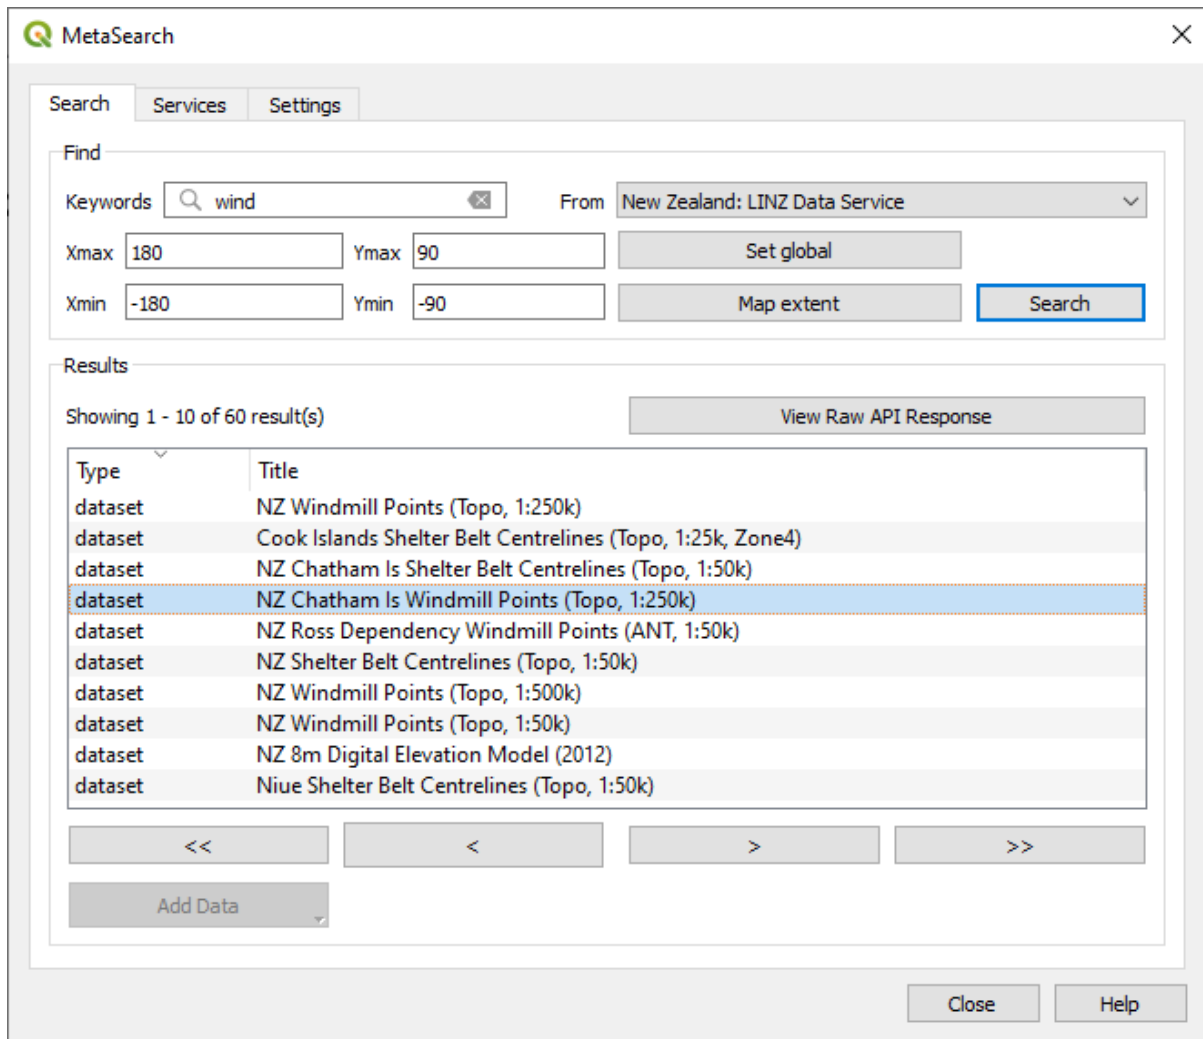 MetaSearch
Search Services Settings
Find
Keywords wind From New Zealand: LINZ Data Service
Xmax 180 Ymax 90 Set global
Xmin -180 Ymin -90 Map extent Search
Results
Showing 1 - 10 of 60 result(s) View Raw API Response
Type Title
dataset NZ Windmill Points (Topo, 1:250k)
dataset Cook Islands Shelter Belt Centrelines (Topo, 1:25k, Zone4)
dataset NZ Chatham Is Shelter Belt Centrelines (Topo, 1:50k)
dataset NZ Chatham Is Windmill Points (Topo, 1:250k)
dataset NZ Ross Dependency Windmill Points (ANT, 1:50k)
dataset NZ Shelter Belt Centrelines (Topo, 1:50k)
dataset NZ Windmill Points (Topo, 1:500k)
dataset NZ Windmill Points (Topo, 1:50k)
dataset NZ 8m Digital Elevation Model (2012)
dataset Niue Shelter Belt Centrelines (Topo, 1:50k)
<< < > >>
Add Data
Close Help